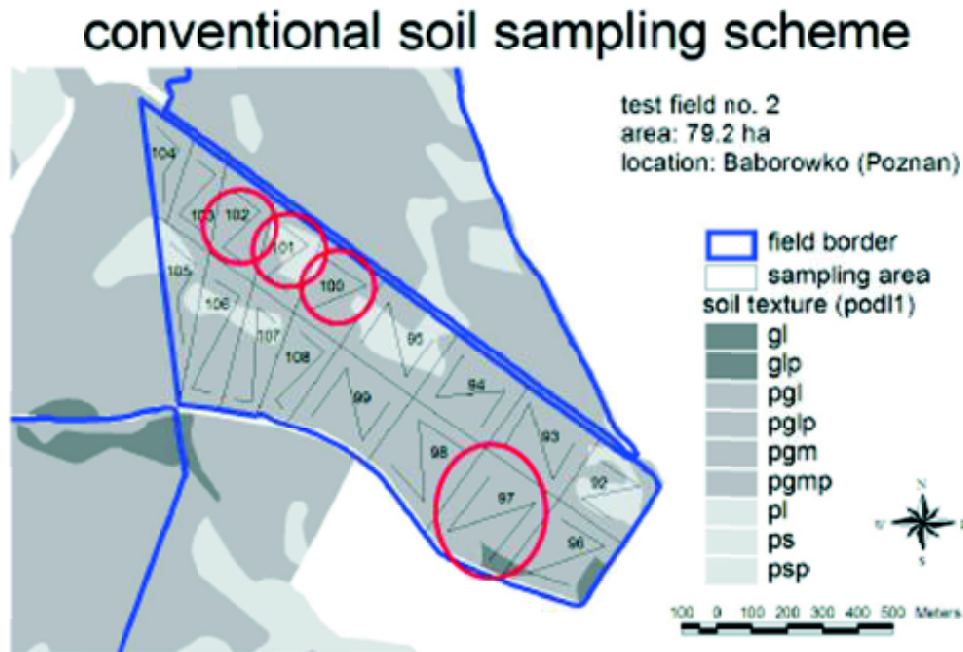 conventional soil sampling scheme
test field no. 2
area: 79.2 ha
location: Baborowko (Poznan)
field border
sampling area
soil texture (podl1)
gl
glp
pgl
pglp
pgm
pgmp
pl
ps
psp
104
103
102
101
100
105
106
107
108
95
99
94
98
93
92
97
96
N
W
E
S
100 0 100 200 300 400 500 Meters